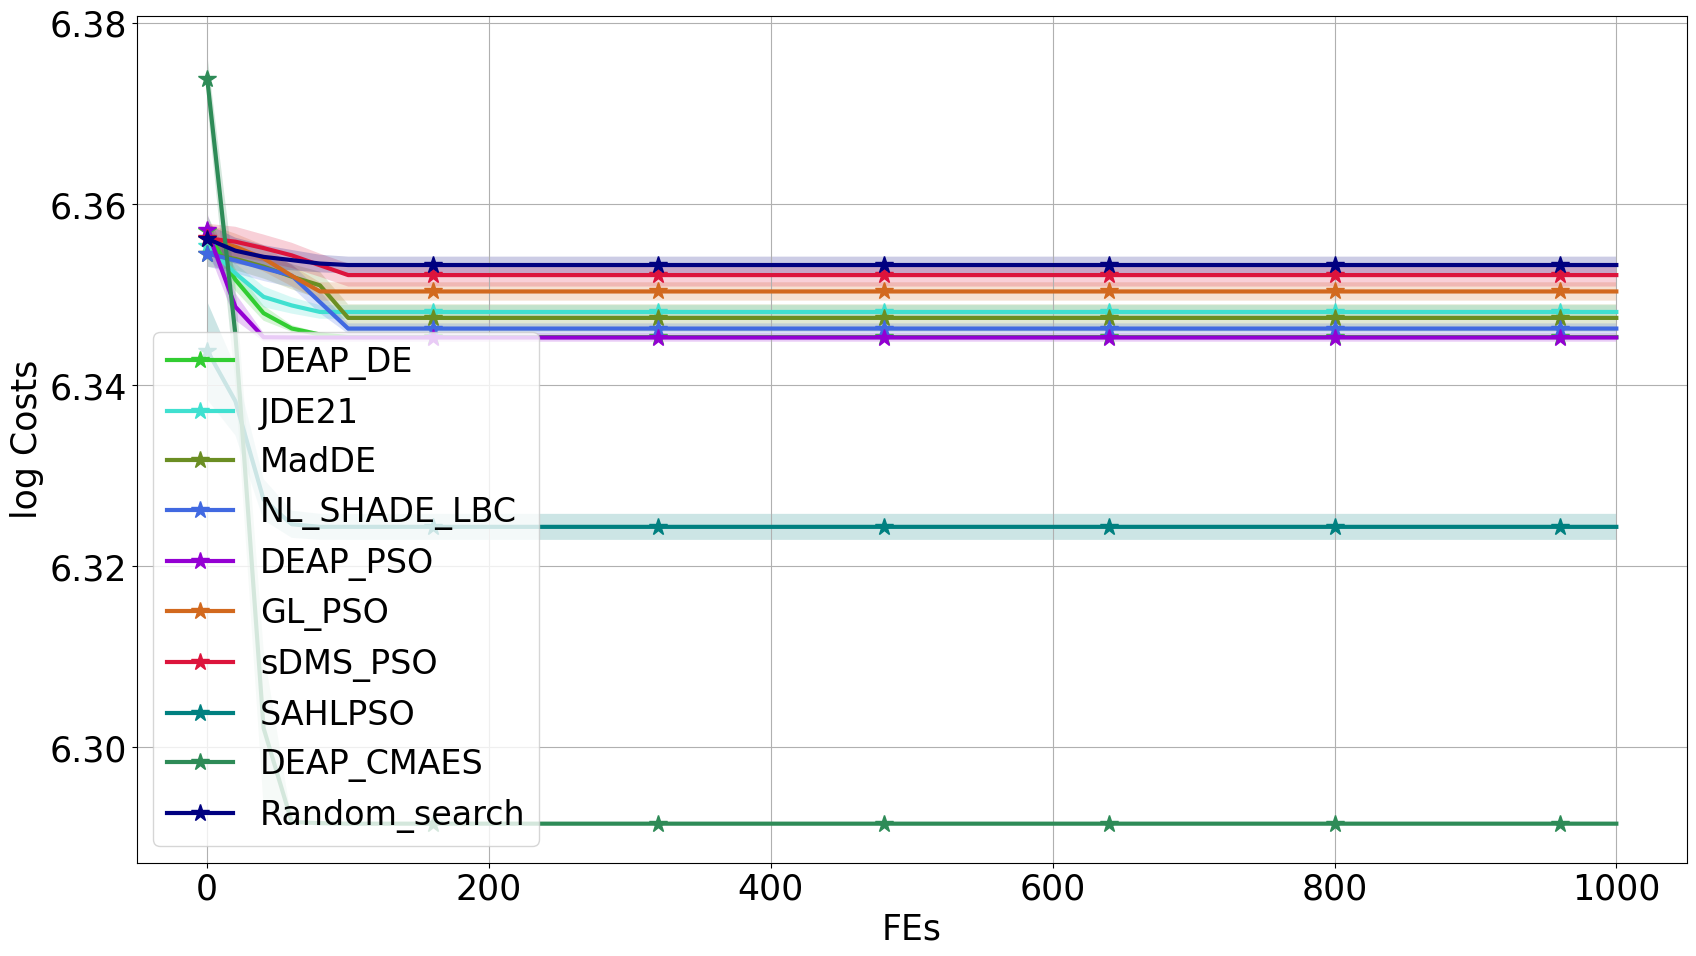 6.38
6.36
6.34
6.32
6.30
log Costs
DEAP_DE
JDE21
MadDE
NL_SHADE_LBC
DEAP_PSO
GL_PSO
sDMS_PSO
SAHLPSO
DEAP_CMAES
Random_search
0 200 400 600 800 1000
FEs